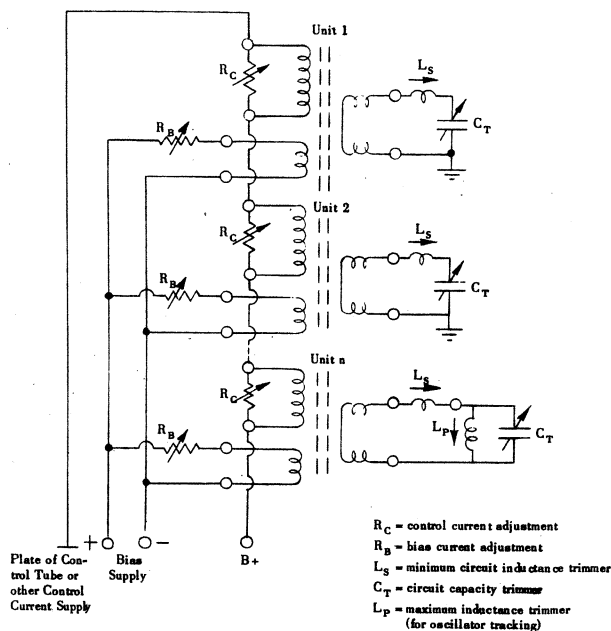 Unit 1
R_C
L_S
C_T
R_B
Unit 2
R_C
L_S
C_T
R_B
Unit n
R_C
L_S
L_P
C_T
R_B
+ −
Plate of Con-
trol Tube or
other Control
Current Supply
Bias
Supply
B+
R_C = control current adjustment
R_B = bias current adjustment
L_S = minimum circuit inductance trimmer
C_T = circuit capacity trimmer
L_P = maximum inductance trimmer
(for oscillator tracking)